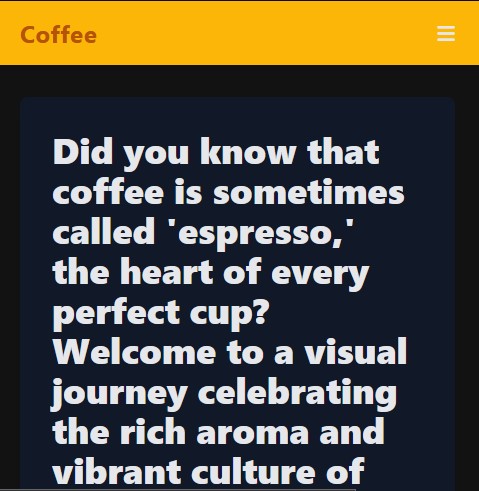 Coffee
Did you know that
coffee is sometimes
called 'espresso,'
the heart of every
perfect cup?
Welcome to a visual
journey celebrating
the rich aroma and
vibrant culture of